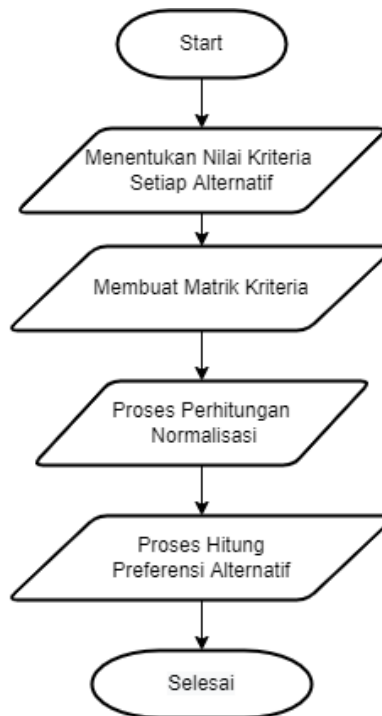 Start
Menentukan Nilai Kriteria
Setiap Alternatif
Membuat Matrik Kriteria
Proses Perhitungan
Normalisasi
Proses Hitung
Preferensi Alternatif
Selesai